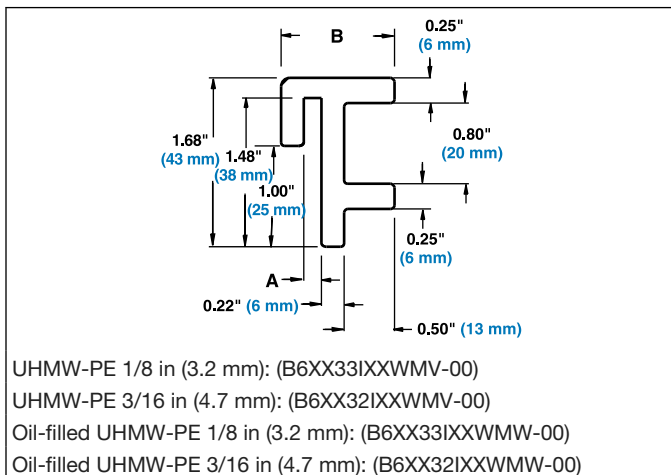 B
0.25"
(6 mm)
1.68"
(43 mm)
1.48"
(38 mm)
1.00"
(25 mm)
0.80"
(20 mm)
0.25"
(6 mm)
A
0.22" (6 mm)
0.50" (13 mm)
UHMW-PE 1/8 in (3.2 mm): (B6XX33IXXWMV-00)
UHMW-PE 3/16 in (4.7 mm): (B6XX32IXXWMV-00)
Oil-filled UHMW-PE 1/8 in (3.2 mm): (B6XX33IXXWMW-00)
Oil-filled UHMW-PE 3/16 in (4.7 mm): (B6XX32IXXWMW-00)